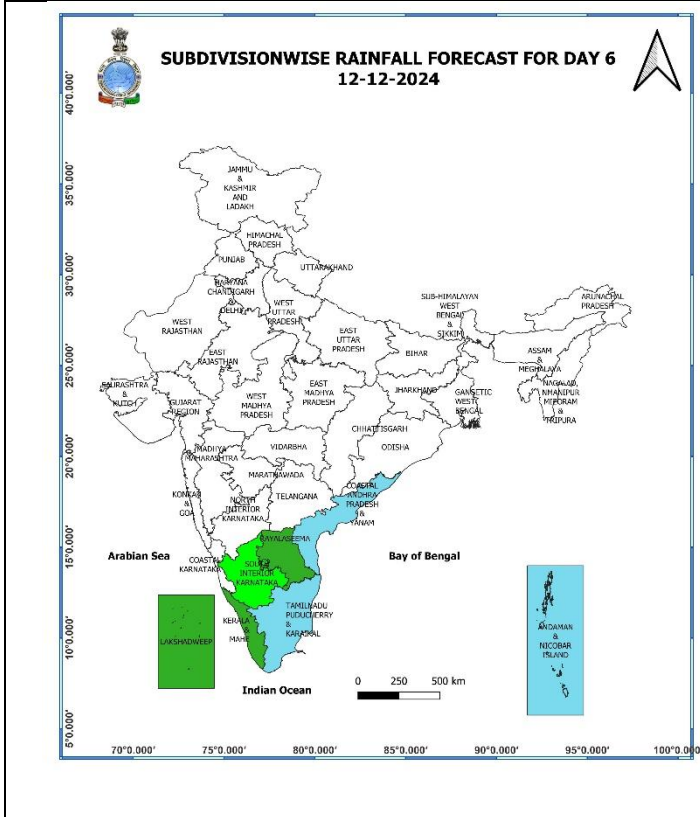 SUBDIVISIONWISE RAINFALL FORECAST FOR DAY 6
12-12-2024
40°0.000'
35°0.000'
30°0.000'
25°0.000'
20°0.000'
15°0.000'
10°0.000'
5°0.000'
JAMMU
&
KASHMIR
AND
LADAKH
HIMACHAL
PRADESH
PUNJAB
UTTARAKHAND
HARYANA
CHANDIGARH
&
DELHI
WEST
UTTAR
PRADESH
SUB-HIMALAYAN
WEST
BENGAL
&
SIKKIM
ARUNACHAL
PRADESH
WEST
RAJASTHAN
EAST
RAJASTHAN
EAST
UTTAR
PRADESH
BIHAR
ASSAM
&
MEGHALAYA
SAURASHTRA
&
KUTCH
GUJARAT
REGION
WEST
MADHYA
PRADESH
EAST
MADHYA
PRADESH
JHARKHAND
GANGETIC
WEST
BENGAL
NAGALAD,
NMANIPUR
MIZORAM
&
TRIPURA
CHHATTISGARH
ODISHA
MADHYA
MAHARASHTRA
VIDARBHA
MARATHAWADA
KONKAN
&
GOA
NORTH
INTERIOR
KARNATAKA
TELANGANA
COASTAL
ANDHRA
PRADESH
&
YANAM
RAYALASEEMA
Arabian Sea
Bay of Bengal
COASTAL
KARNATAKA
SOUTH
INTERIOR
KARNATAKA
TAMILNADU
PUDUCHERRY
&
KARAIKAL
KERALA
&
MAHE
LAKSHADWEEP
ANDAMAN
&
NICOBAR
ISLAND
Indian Ocean
0 250 500 km
70°0.000' 75°0.000' 80°0.000' 85°0.000' 90°0.000' 95°0.000' 100°0.000'